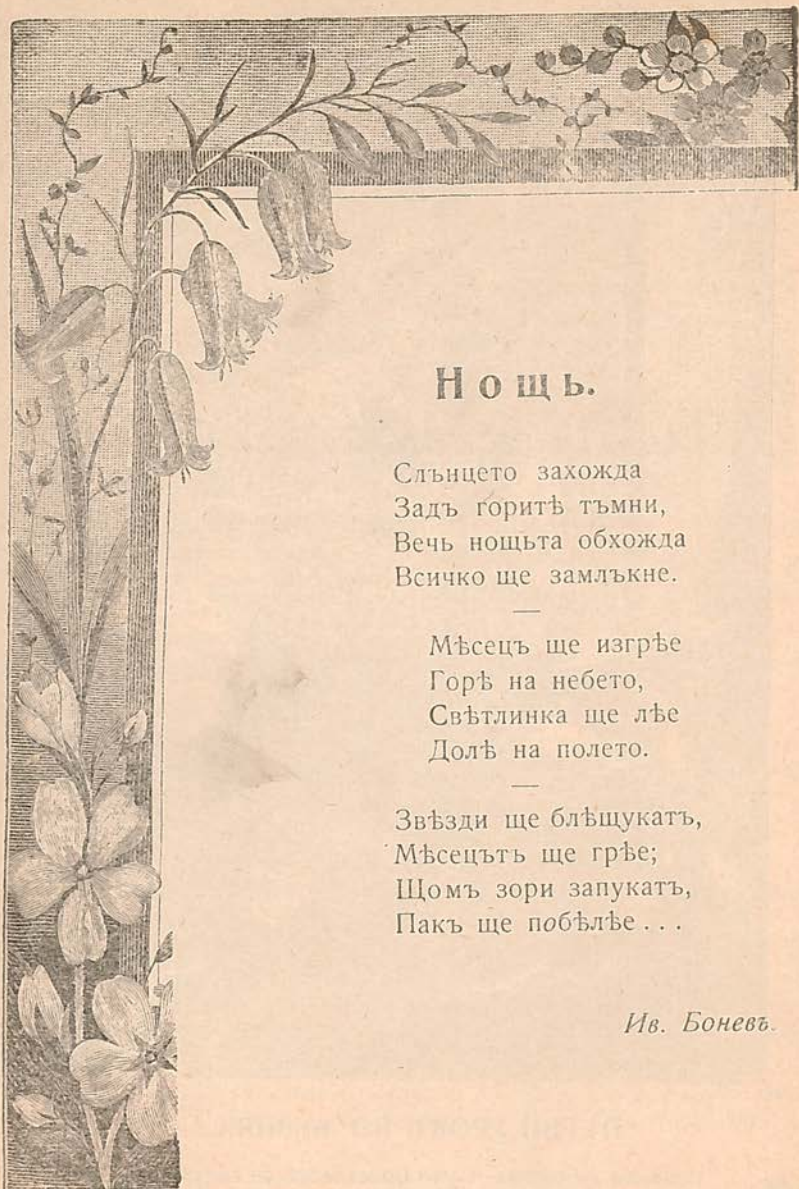 Нощь.
Слънцето захожда
Задъ горитѣ тъмни,
Вечь нощьта обхожда
Всичко ще замлъкне.
—
Мѣсецъ ще изгрѣе
Горѣ на небето,
Свѣтлинка ще лѣе
Долѣ на полето.
—
Звѣзди ще блѣщукатъ,
Мѣсецътъ ще грѣе;
Щомъ зори запукатъ,
Пакъ ще побѣлѣе . . .
Ив. Боневъ.